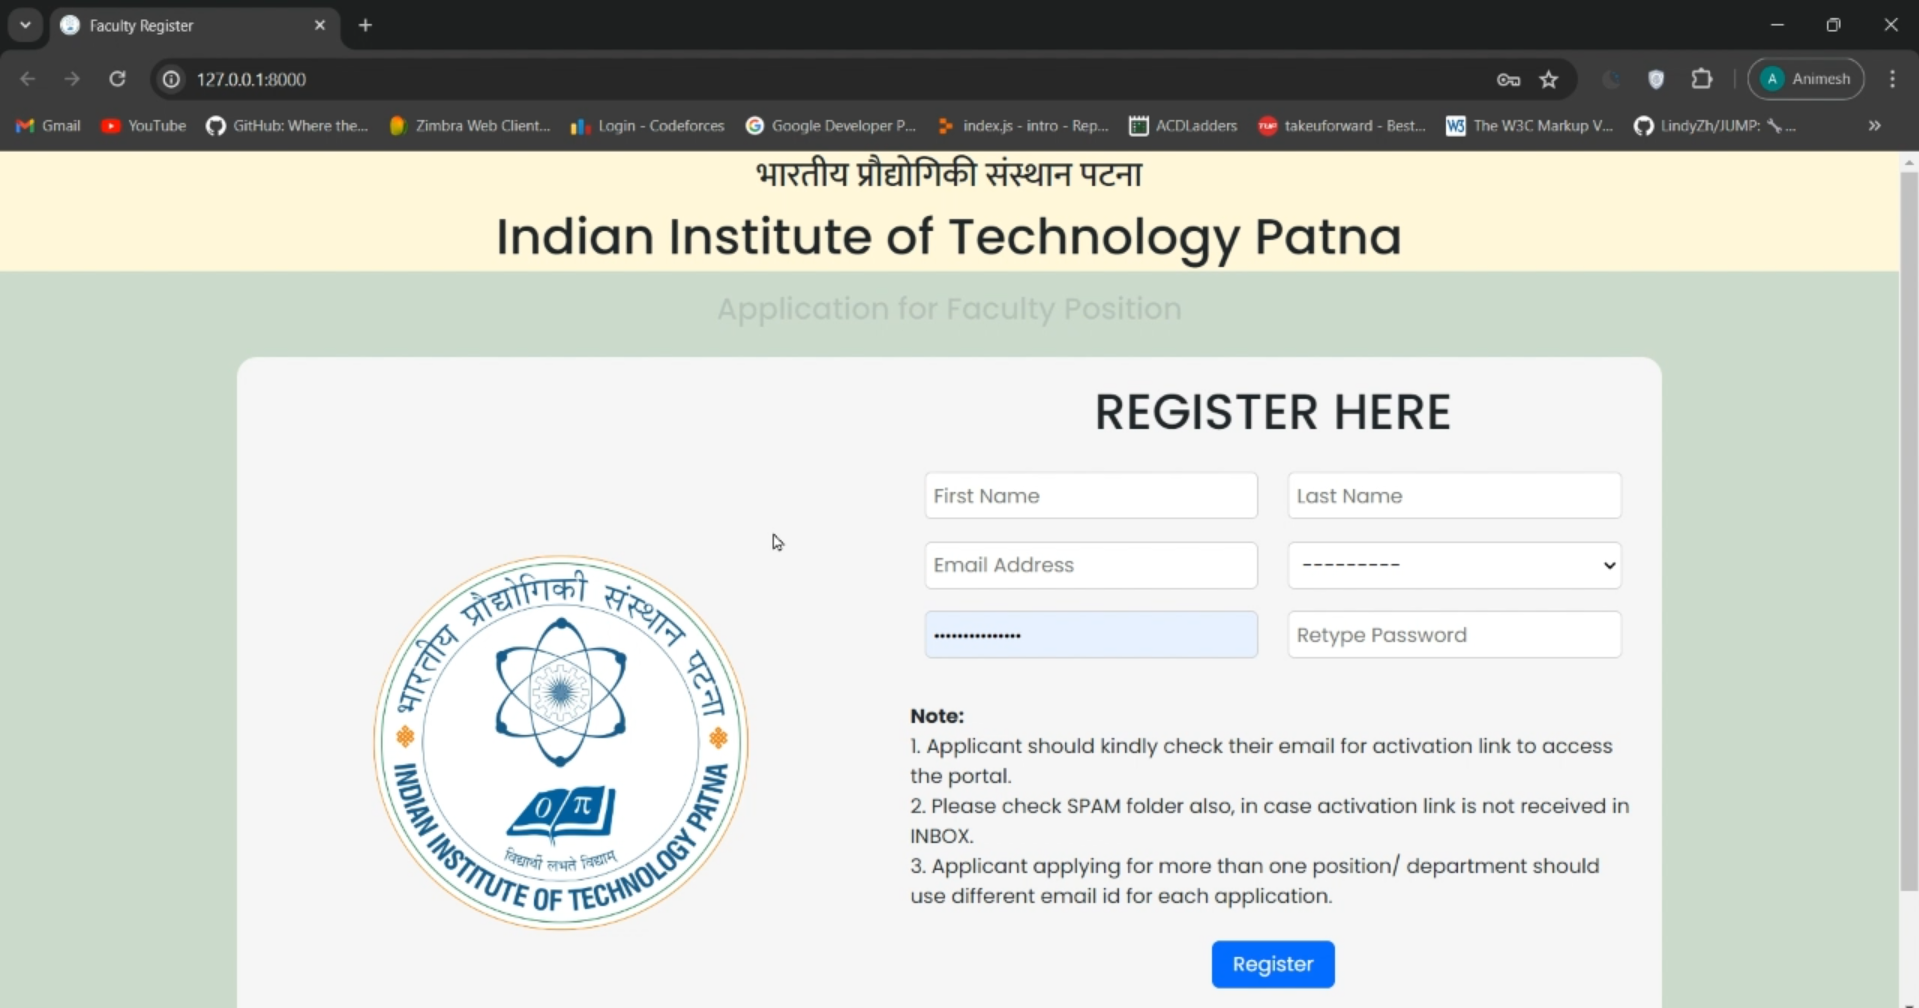 Faculty Register
127.0.0.1:8000
A Animesh
Gmail YouTube GitHub: Where the... Zimbra Web Client... Login - Codeforces Google Developer P... index.js - intro - Rep... ACDLadders takeuforward - Best... The W3C Markup V... LindyZh/JUMP: ...
भारतीय प्रौद्योगिकी संस्थान पटना
Indian Institute of Technology Patna
Application for Faculty Position
REGISTER HERE
First Name Last Name
Email Address ---------
••••••••••••••• Retype Password
भारतीय प्रौद्योगिकी संस्थान पटना
0/π
विद्यार्थी लभते विद्याम्
INDIAN INSTITUTE OF TECHNOLOGY PATNA
Note:
1. Applicant should kindly check their email for activation link to access
the portal.
2. Please check SPAM folder also, in case activation link is not received in
INBOX.
3. Applicant applying for more than one position/ department should
use different email id for each application.
Register